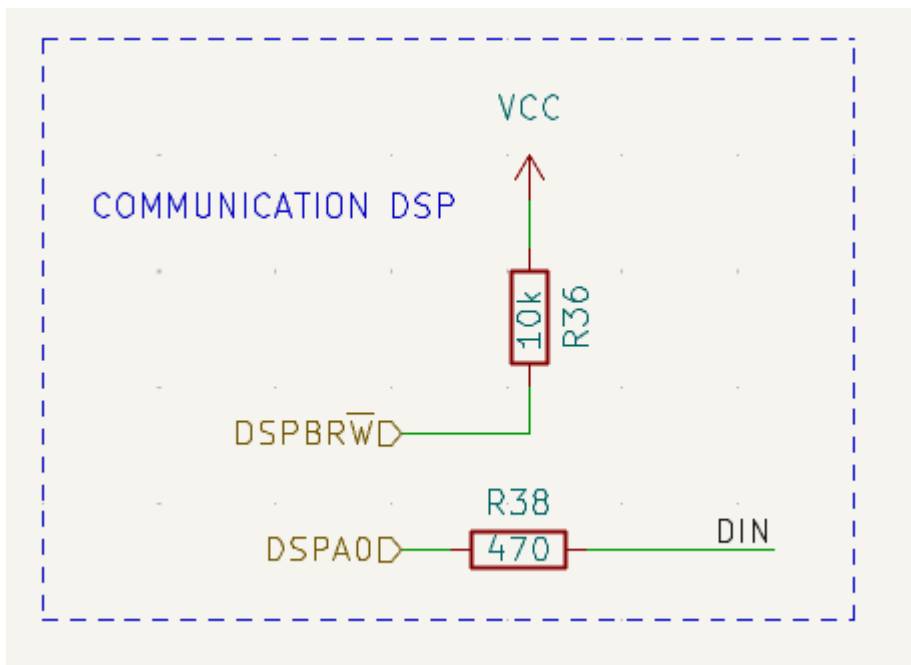 VCC
COMMUNICATION DSP
10k
R36
DSPBRW̅
R38
DIN
DSPA0
470